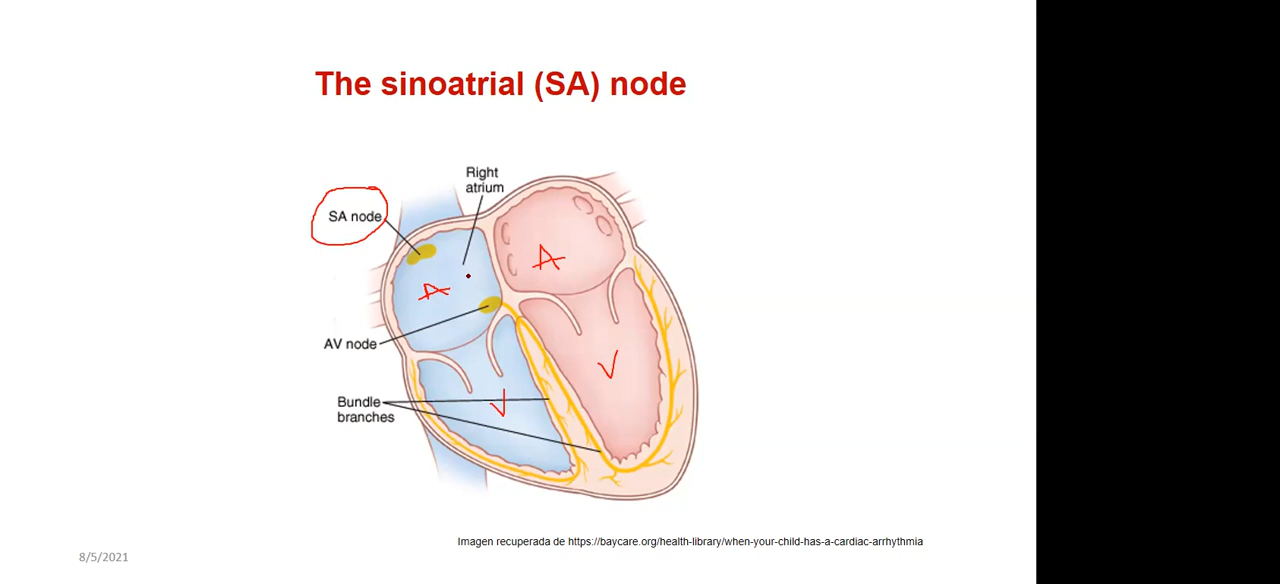 The sinoatrial (SA) node
Right
atrium
SA node
A
A
AV node
V
V
Bundle
branches
Imagen recuperada de https://baycare.org/health-library/when-your-child-has-a-cardiac-arrhythmia
8/5/2021